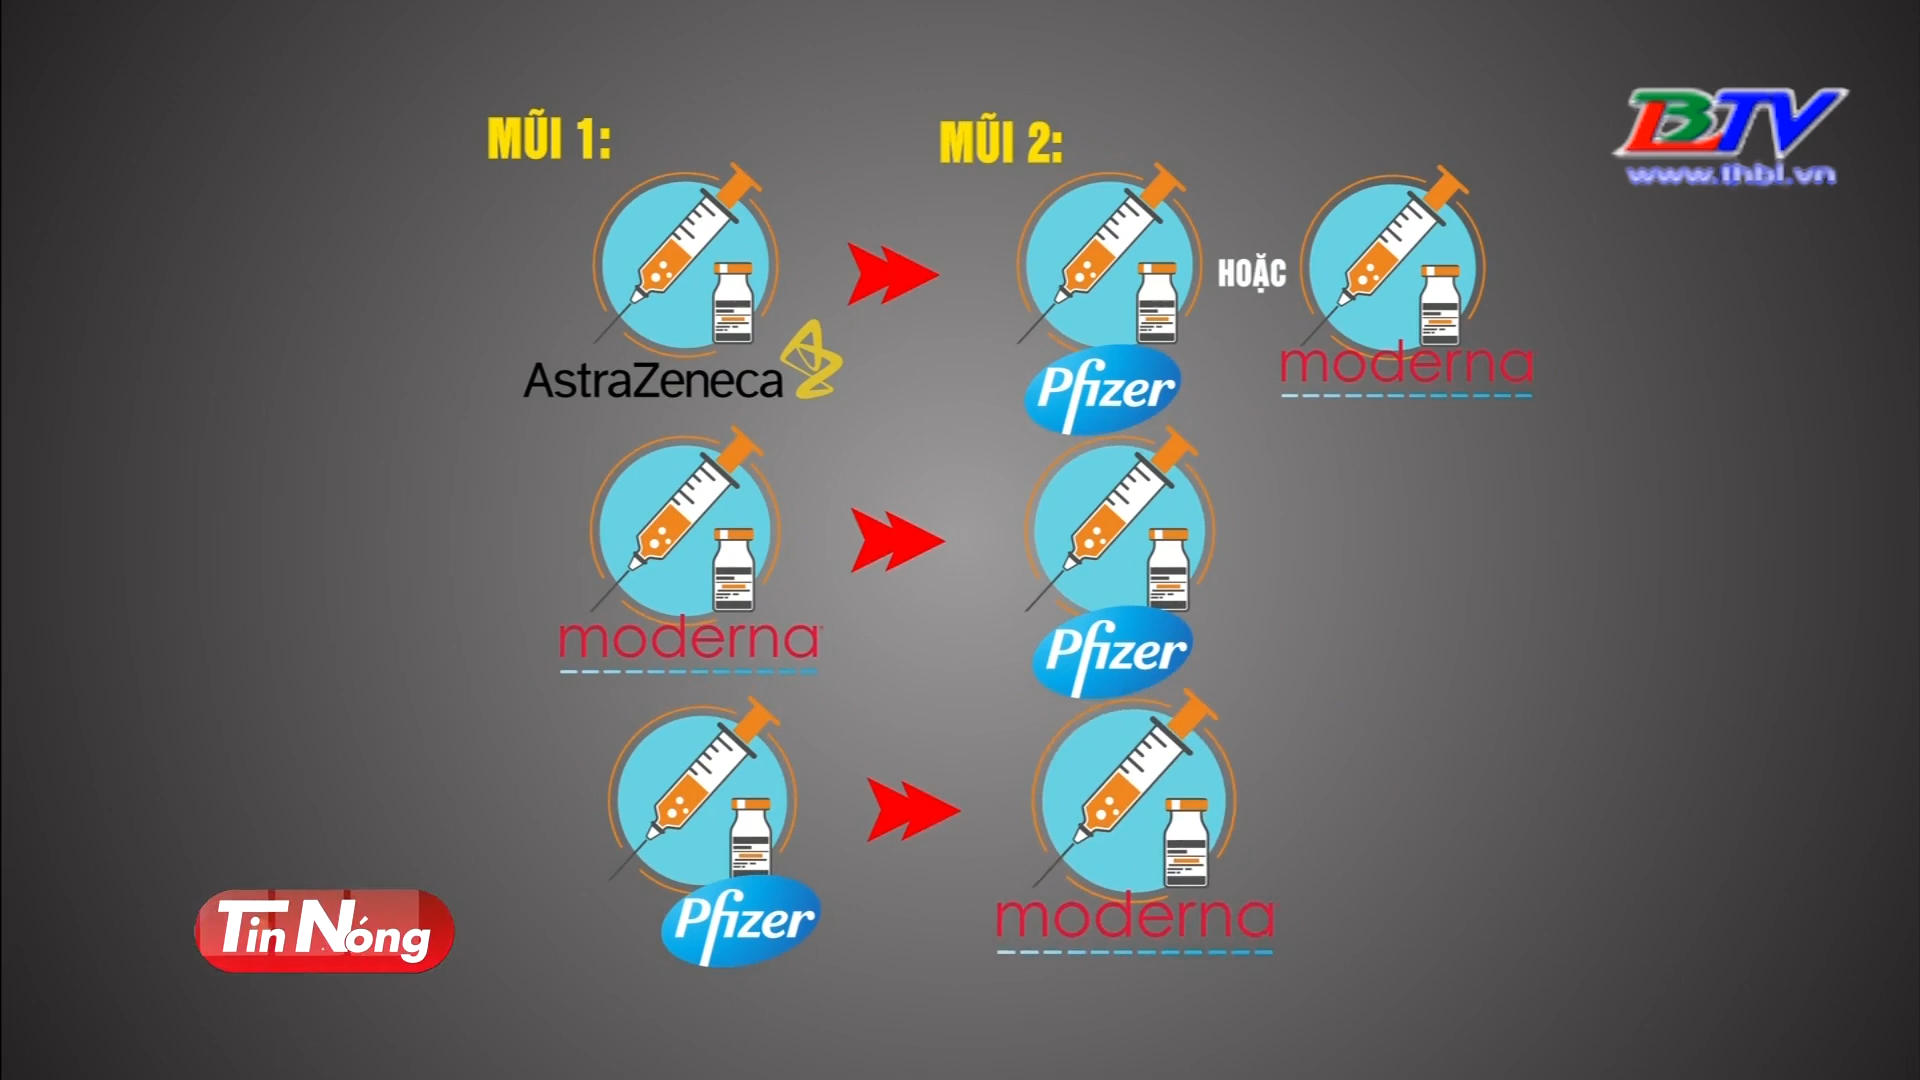 MŨI 1:
MŨI 2:
BTV
www.thbl.vn
HOẶC
AstraZeneca
Pfizer
moderna
moderna
Pfizer
Pfizer
moderna
Tin Nóng